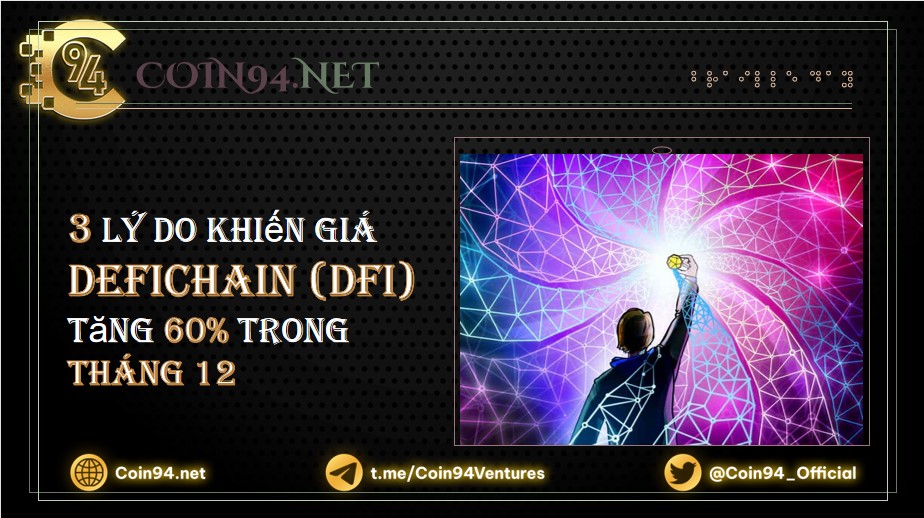 94
COIN94.NET
3 LÝ DO KHIẾN GIÁ
DEFICHAIN (DFI)
TĂNG 60% TRONG
THÁNG 12
Coin94.net
t.me/Coin94Ventures
@Coin94_Official